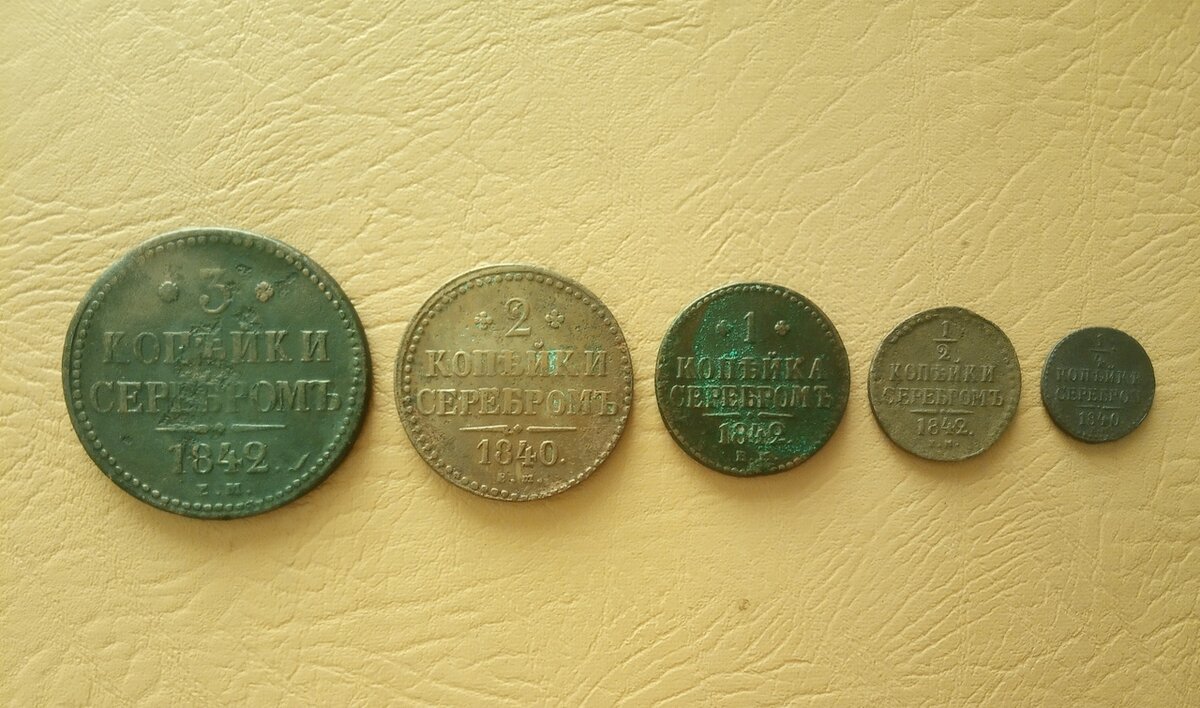 3
КОПѢЙКИ
СЕРЕБРОМЪ
1842.
Е.М.
2
КОПѢЙКИ
СЕРЕБРОМЪ
1840.
Е.М.
1
КОПѢЙКА
СЕРЕБРОМЪ
1842
Е.М.
1/2
КОПѢЙКИ
СЕРЕБРОМЪ
1842.
1/4
КОПѢЙКИ
1840